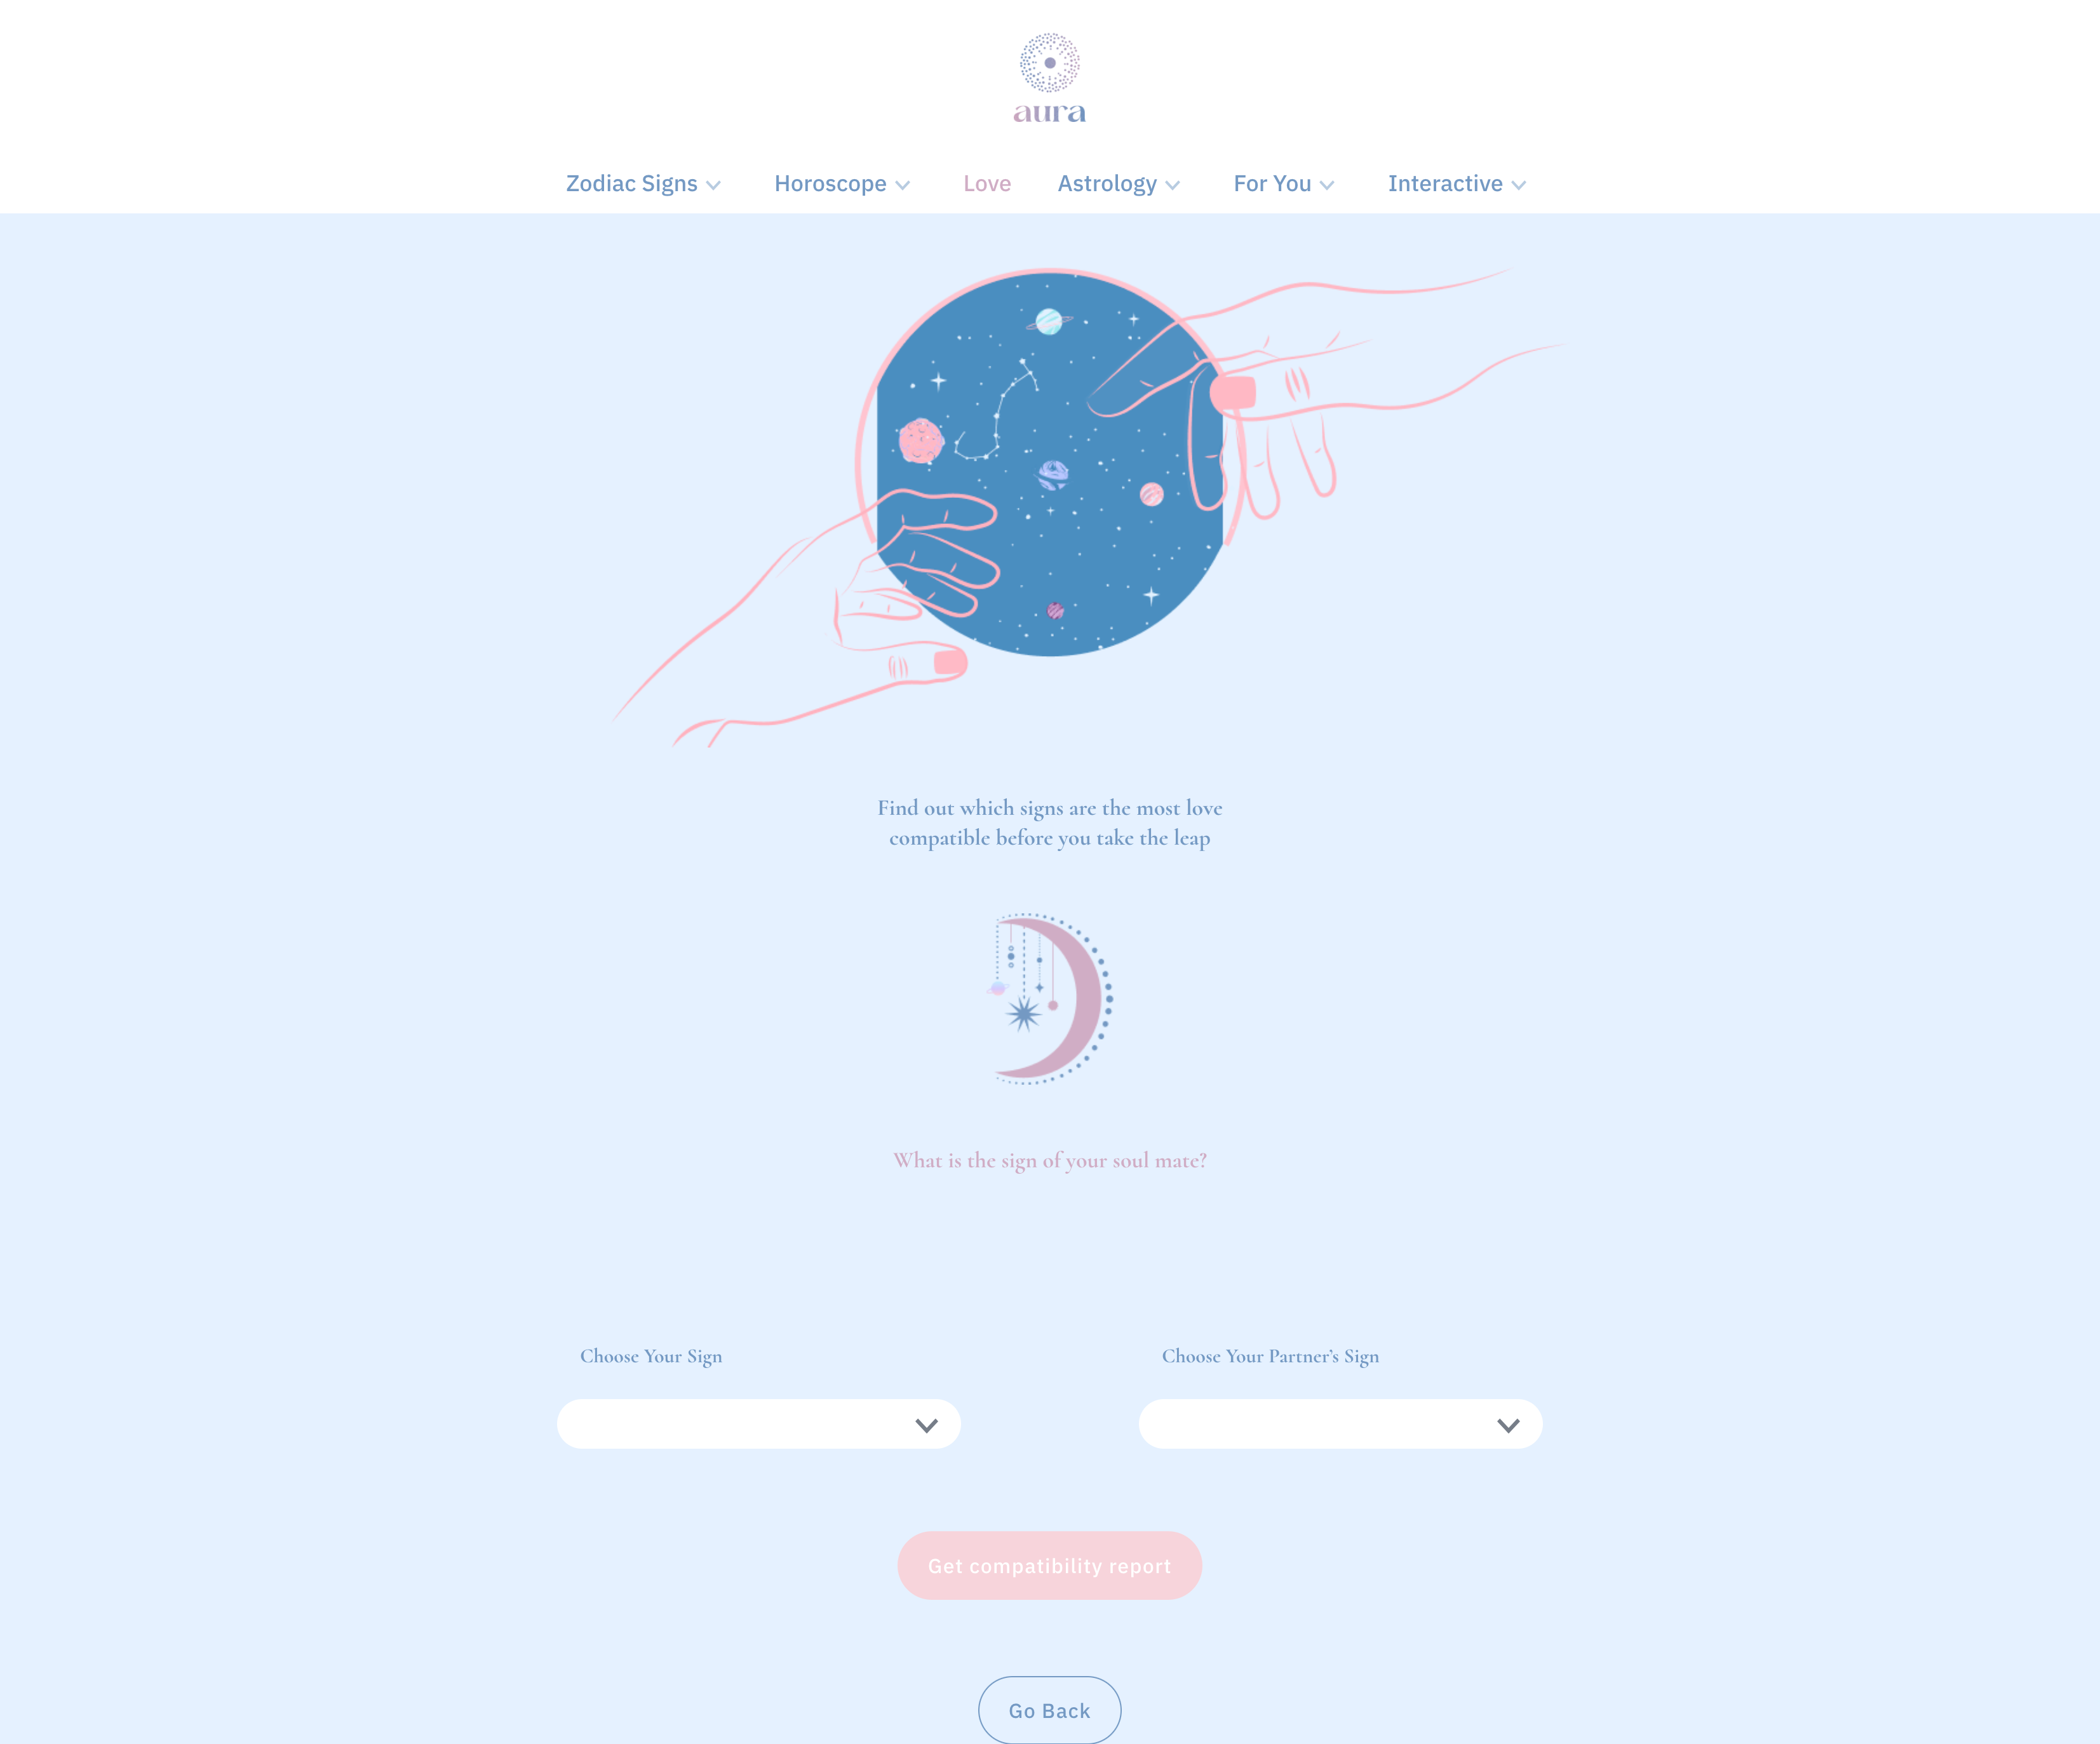 aura
Zodiac Signs
Horoscope
Love
Astrology
For You
Interactive
Find out which signs are the most love
compatible before you take the leap
What is the sign of your soul mate?
Choose Your Sign
Choose Your Partner’s Sign
Get compatibility report
Go Back